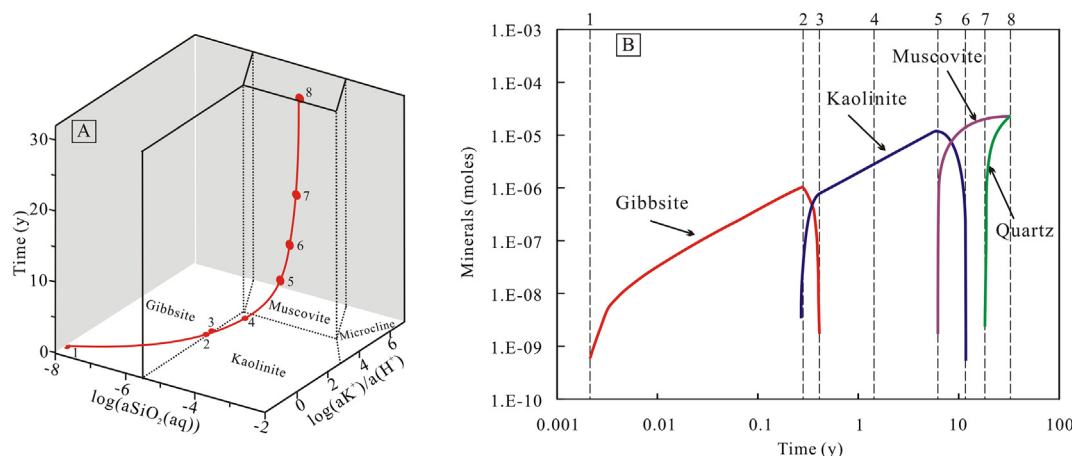 A
30
20
10
0
Time (y)
-8
-6
-4
-2
log(aSiO₂(aq))
0
2
4
6
log(aK⁺)/a(H⁺)
Gibbsite
Muscovite
Microcline
Kaolinite
1
2
3
4
5
6
7
8
B
1 2 3 4 5 6 7 8
1.E-03
1.E-04
1.E-05
1.E-06
1.E-07
1.E-08
1.E-09
1.E-10
Minerals (moles)
Muscovite
Kaolinite
Gibbsite
Quartz
0.001 0.01 0.1 1 10 100
Time (y)